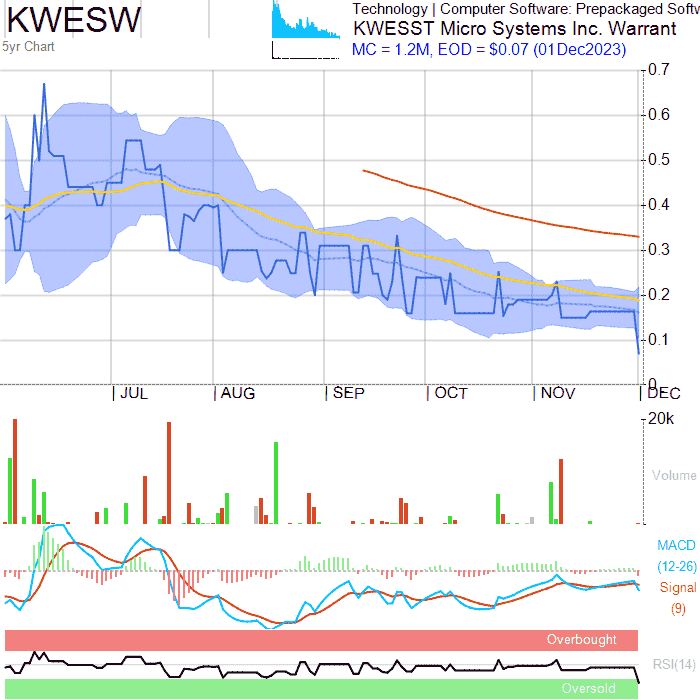 KWESW
5yr Chart
Technology | Computer Software: Prepackaged Softw
KWESST Micro Systems Inc. Warrant
MC = 1.2M, EOD = $0.07 (01Dec2023)
0.7
0.6
0.5
0.4
0.3
0.2
0.1
0
JUL
AUG
SEP
OCT
NOV
DEC
20k
Volume
MACD
(12-26)
Signal
(9)
Overbought
RSI(14)
Oversold